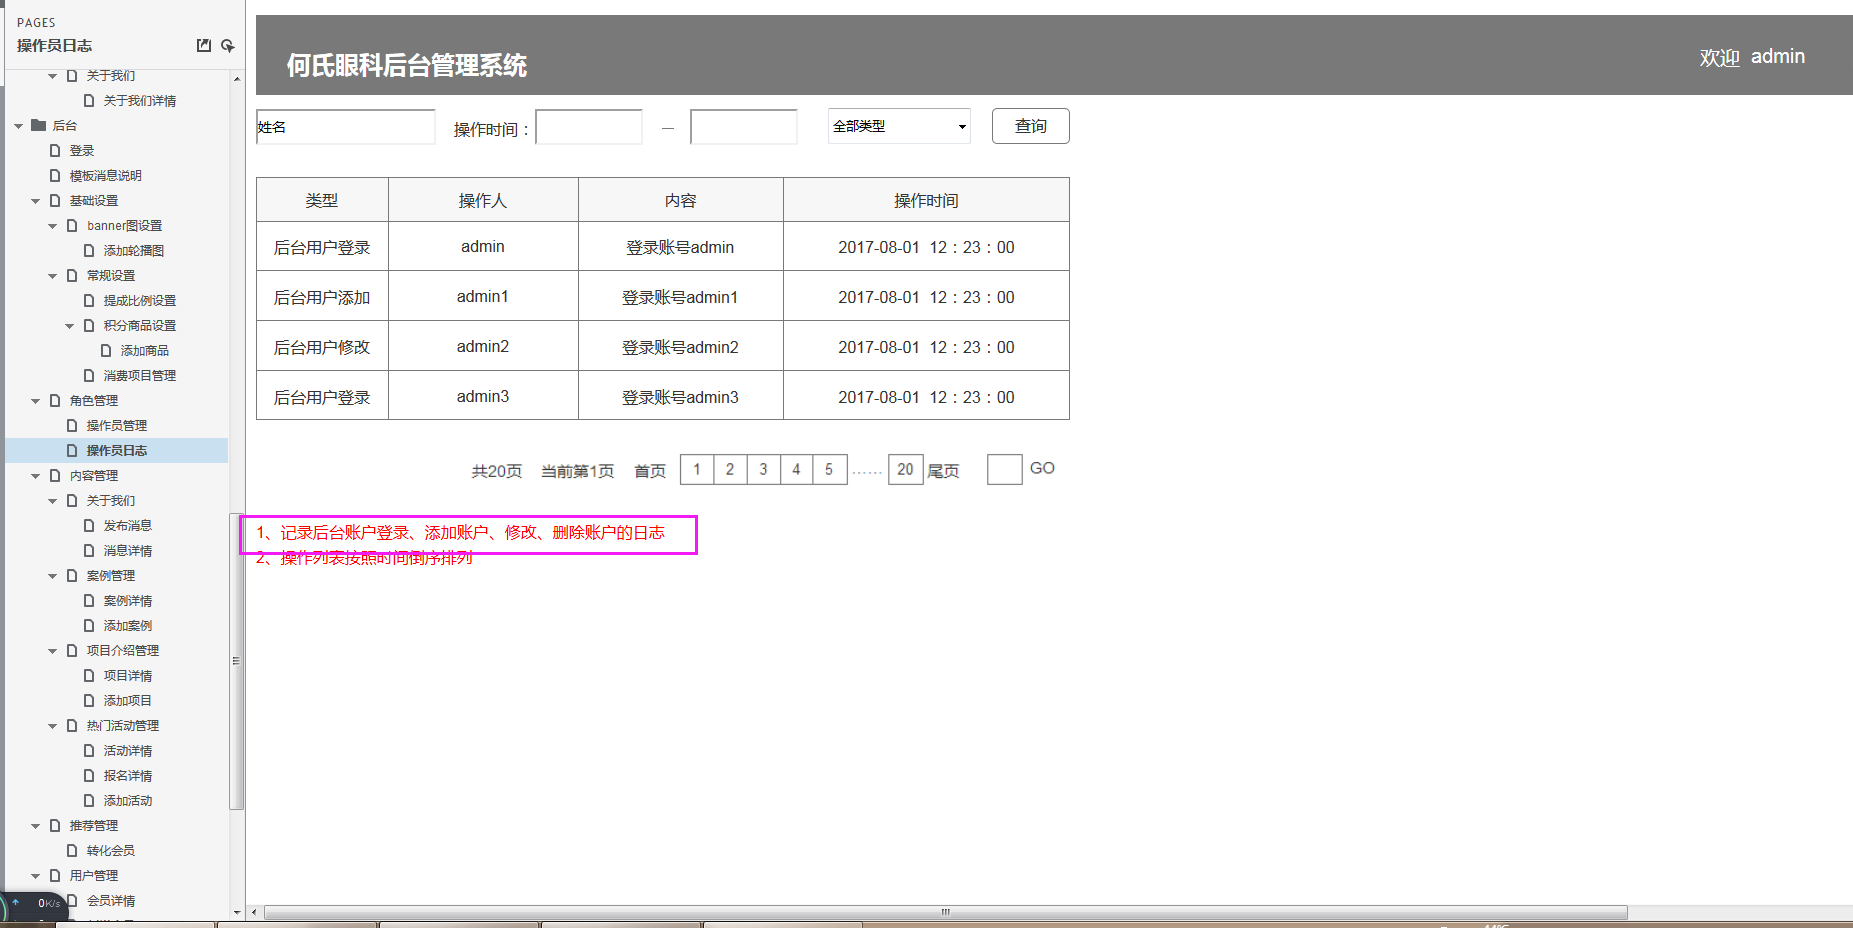 PAGES
操作员日志
关于我们
关于我们详情
后台
登录
模板消息说明
基础设置
banner图设置
添加轮播图
常规设置
提成比例设置
积分商品设置
添加商品
消费项目管理
角色管理
操作员管理
操作员日志
内容管理
关于我们
发布消息
消息详情
案例管理
案例详情
添加案例
项目介绍管理
项目详情
添加项目
热门活动管理
活动详情
报名详情
添加活动
推荐管理
转化会员
用户管理
会员详情
0K/s
何氏眼科后台管理系统
欢迎 admin
姓名 操作时间： — 全部类型 查询
类型 操作人 内容 操作时间
后台用户登录 admin 登录账号admin 2017-08-01 12：23：00
后台用户添加 admin1 登录账号admin1 2017-08-01 12：23：00
后台用户修改 admin2 登录账号admin2 2017-08-01 12：23：00
后台用户登录 admin3 登录账号admin3 2017-08-01 12：23：00
共20页 当前第1页 首页 1 2 3 4 5 …… 20 尾页 GO
1、记录后台账户登录、添加账户、修改、删除账户的日志
2、操作列表按照时间倒序排列